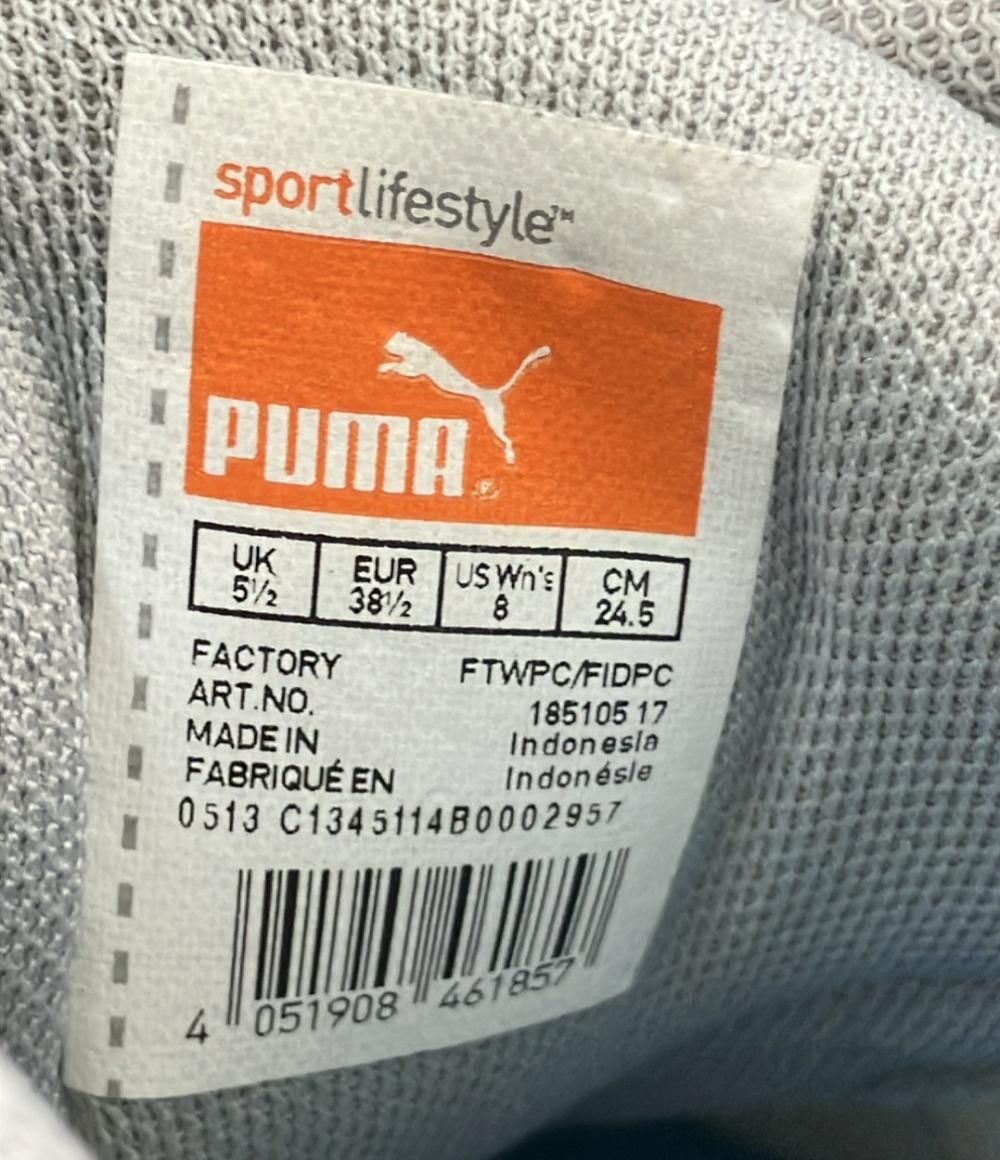 sportlifestyle™
PUMA®
UK EUR US Wn's CM
5½ 38½ 8 24.5
FACTORY FTWPC/FIDPC
ART.NO. 185105 17
MADE IN Indonesia
FABRIQUÉ EN Indonésie
0513 C1345114B0002957
4 051908 461857